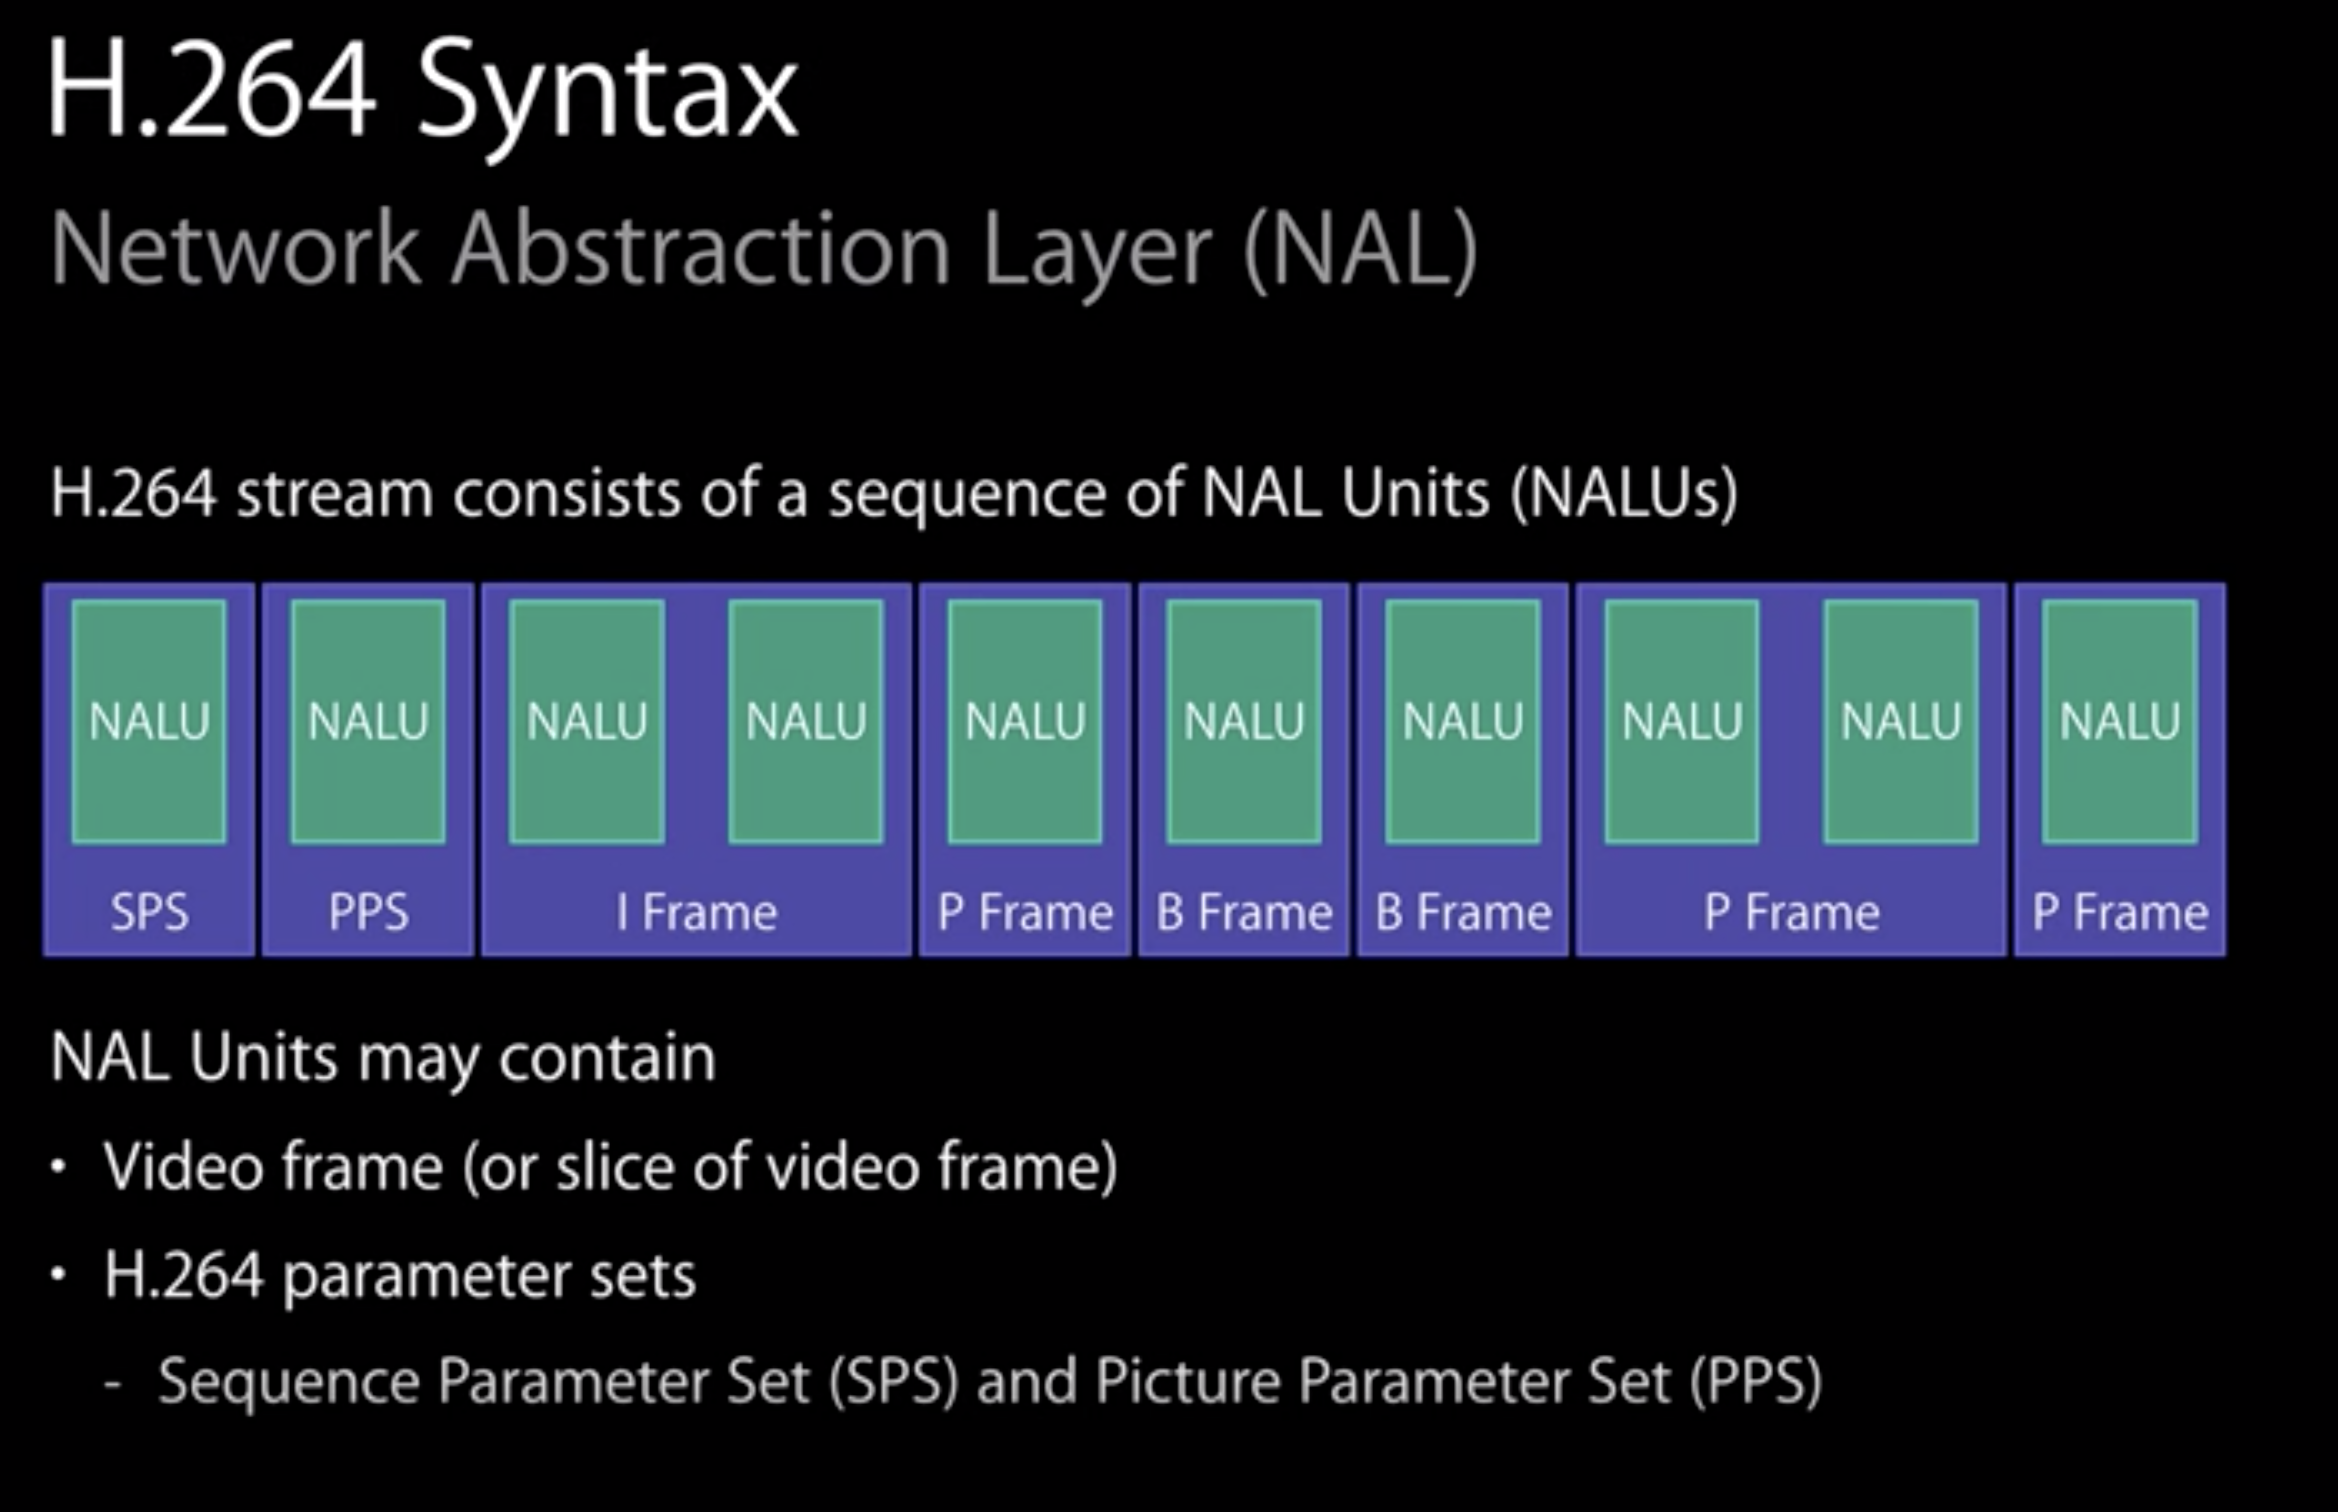 H.264 Syntax
Network Abstraction Layer (NAL)
H.264 stream consists of a sequence of NAL Units (NALUs)
NALU NALU NALU NALU NALU NALU NALU NALU NALU NALU
SPS PPS I Frame P Frame B Frame B Frame P Frame P Frame
NAL Units may contain
• Video frame (or slice of video frame)
• H.264 parameter sets
- Sequence Parameter Set (SPS) and Picture Parameter Set (PPS)